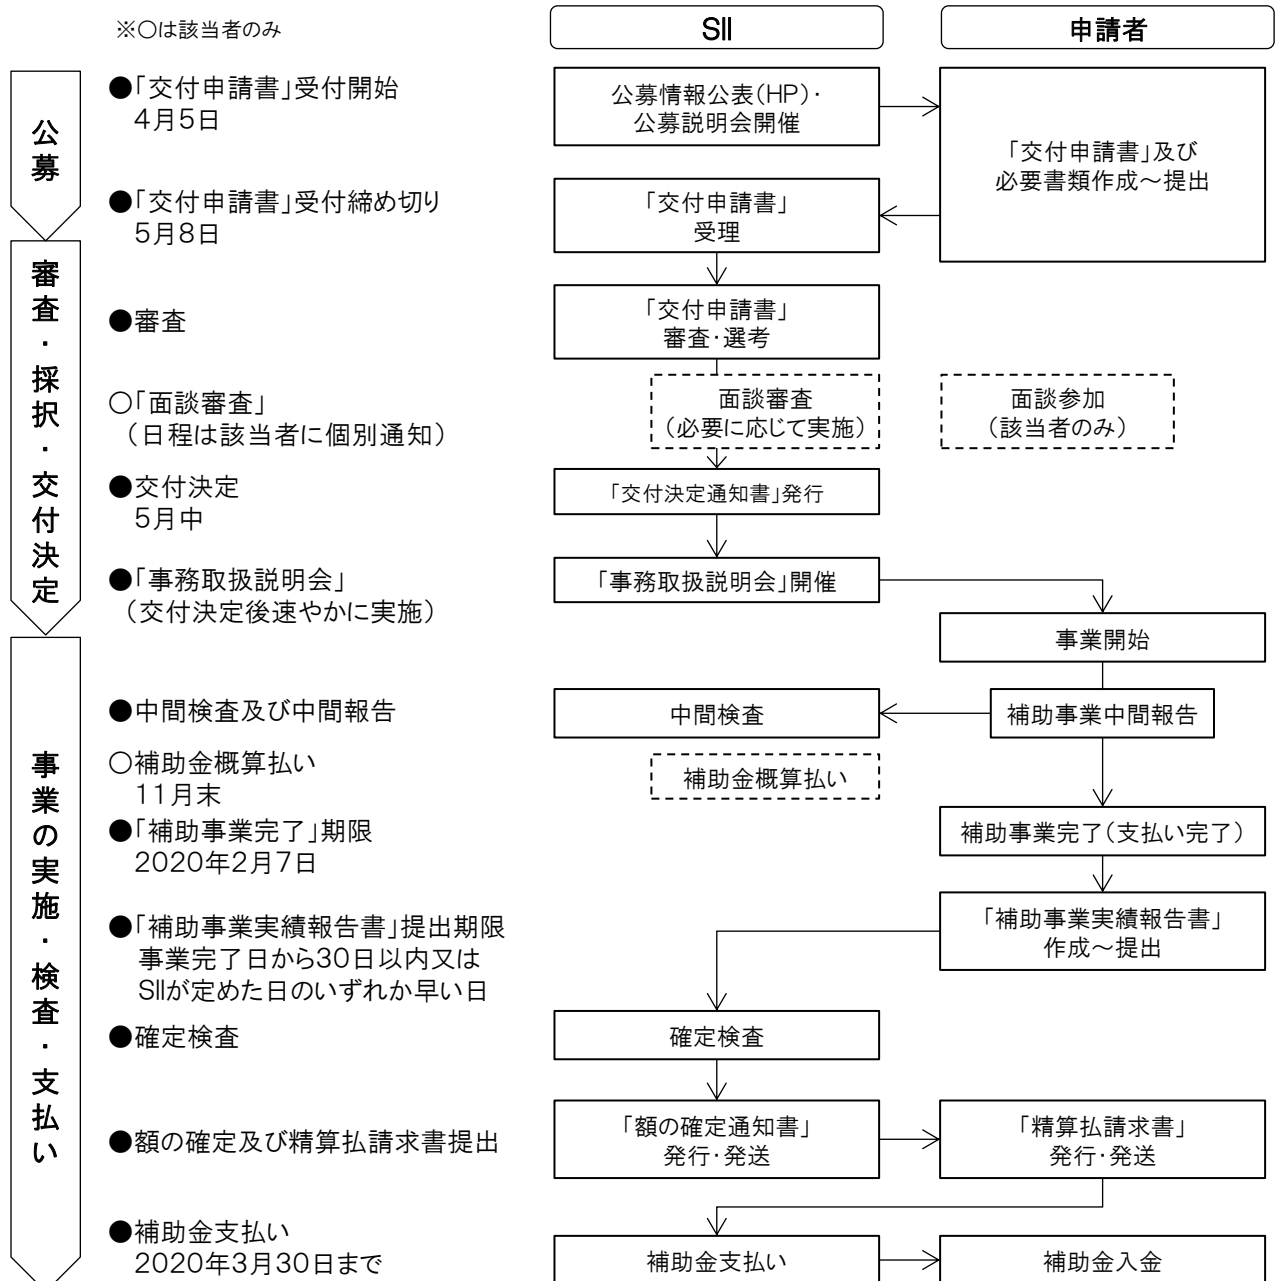 ※○は該当者のみ
SII
申請者
公募
●「交付申請書」受付開始
4月5日
公募情報公表(HP)・
公募説明会開催
「交付申請書」及び
必要書類作成～提出
●「交付申請書」受付締め切り
5月8日
「交付申請書」
受理
審査・採択・交付決定
●審査
「交付申請書」
審査・選考
○「面談審査」
（日程は該当者に個別通知）
面談審査
（必要に応じて実施）
面談参加
（該当者のみ）
●交付決定
5月中
「交付決定通知書」発行
●「事務取扱説明会」
（交付決定後速やかに実施）
「事務取扱説明会」開催
事業開始
事業の実施・検査・支払い
●中間検査及び中間報告
中間検査
補助事業中間報告
○補助金概算払い
11月末
補助金概算払い
●「補助事業完了」期限
2020年2月7日
補助事業完了（支払い完了）
●「補助事業実績報告書」提出期限
事業完了日から30日以内又は
SIIが定めた日のいずれか早い日
「補助事業実績報告書」
作成～提出
●確定検査
確定検査
●額の確定及び精算払請求書提出
「額の確定通知書」
発行・発送
「精算払請求書」
発行・発送
●補助金支払い
2020年3月30日まで
補助金支払い
補助金入金